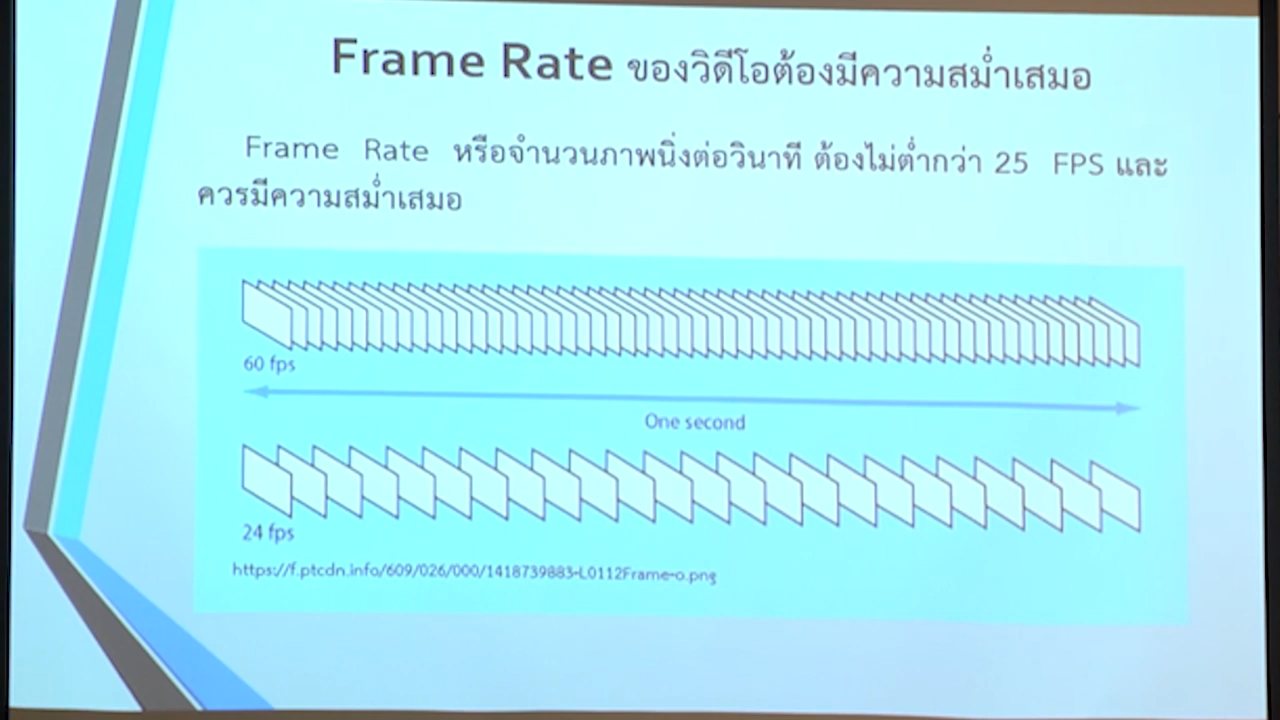 Frame Rate ของวิดีโอต้องมีความสม่ำเสมอ
Frame Rate หรือจำนวนภาพนิ่งต่อวินาที ต้องไม่ต่ำกว่า 25 FPS และ
ควรมีความสม่ำเสมอ
60 fps
One second
24 fps
https://f.ptcdn.info/609/026/000/1418739883-L0112Frame-o.png